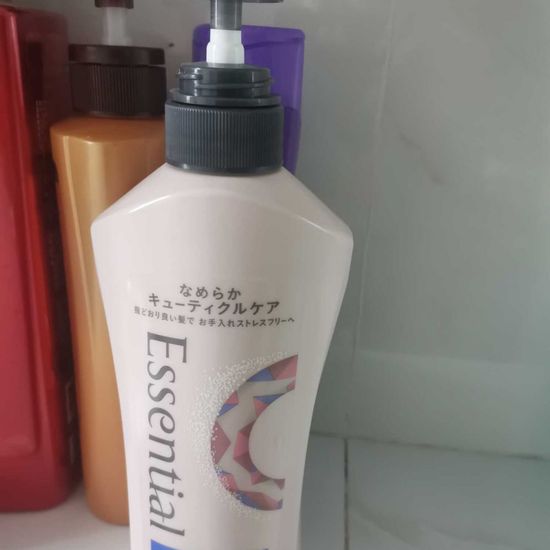 なめらか
キューティクルケア
指どおり良い髪で お手入れストレスフリーへ
Essential